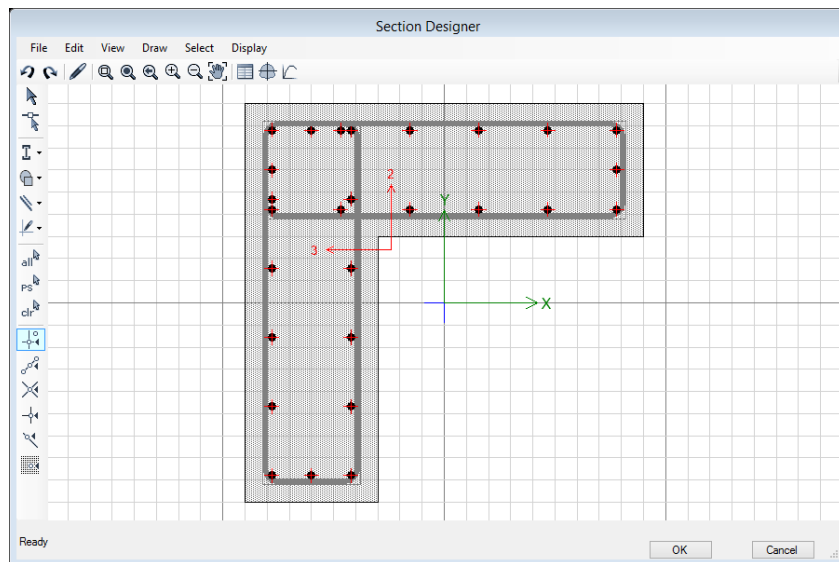 Section Designer
File Edit View Draw Select Display
2
Y
3
X
all
PS
clr
Ready
OK Cancel